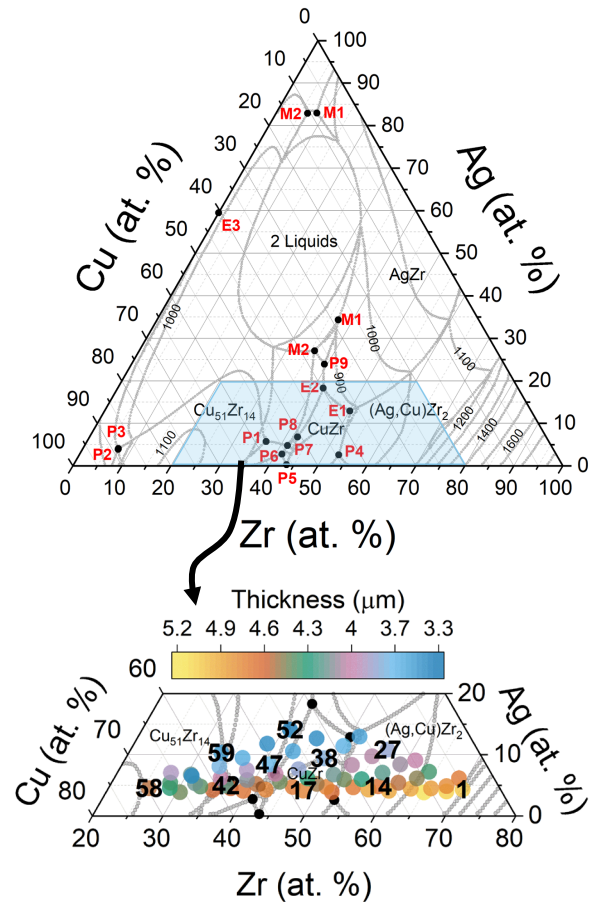 0
100
10
90
20
M2
M1
80
30
70
Cu (at. %)
Ag (at. %)
40
60
E3
50
50
2 Liquids
AgZr
60
40
1000
70
M1
1000
30
M2
P9
1100
80
900
20
E2
90
Cu51Zr14
E1
(Ag,Cu)Zr2
1200
1400
1600
10
P3
P8
CuZr
100
P2
1100
P1
P6
P7
P4
0
P5
0
10
20
30
40
50
60
70
80
90
100
Zr (at. %)
Thickness (μm)
5.2
4.9
4.6
4.3
4
3.7
3.3
60
20
Cu (at. %)
Ag (at. %)
70
Cu51Zr14
52
(Ag,Cu)Zr2
59
38
27
10
47
CuZr
80
58
42
17
14
1
0
20
30
40
50
60
70
80
Zr (at. %)